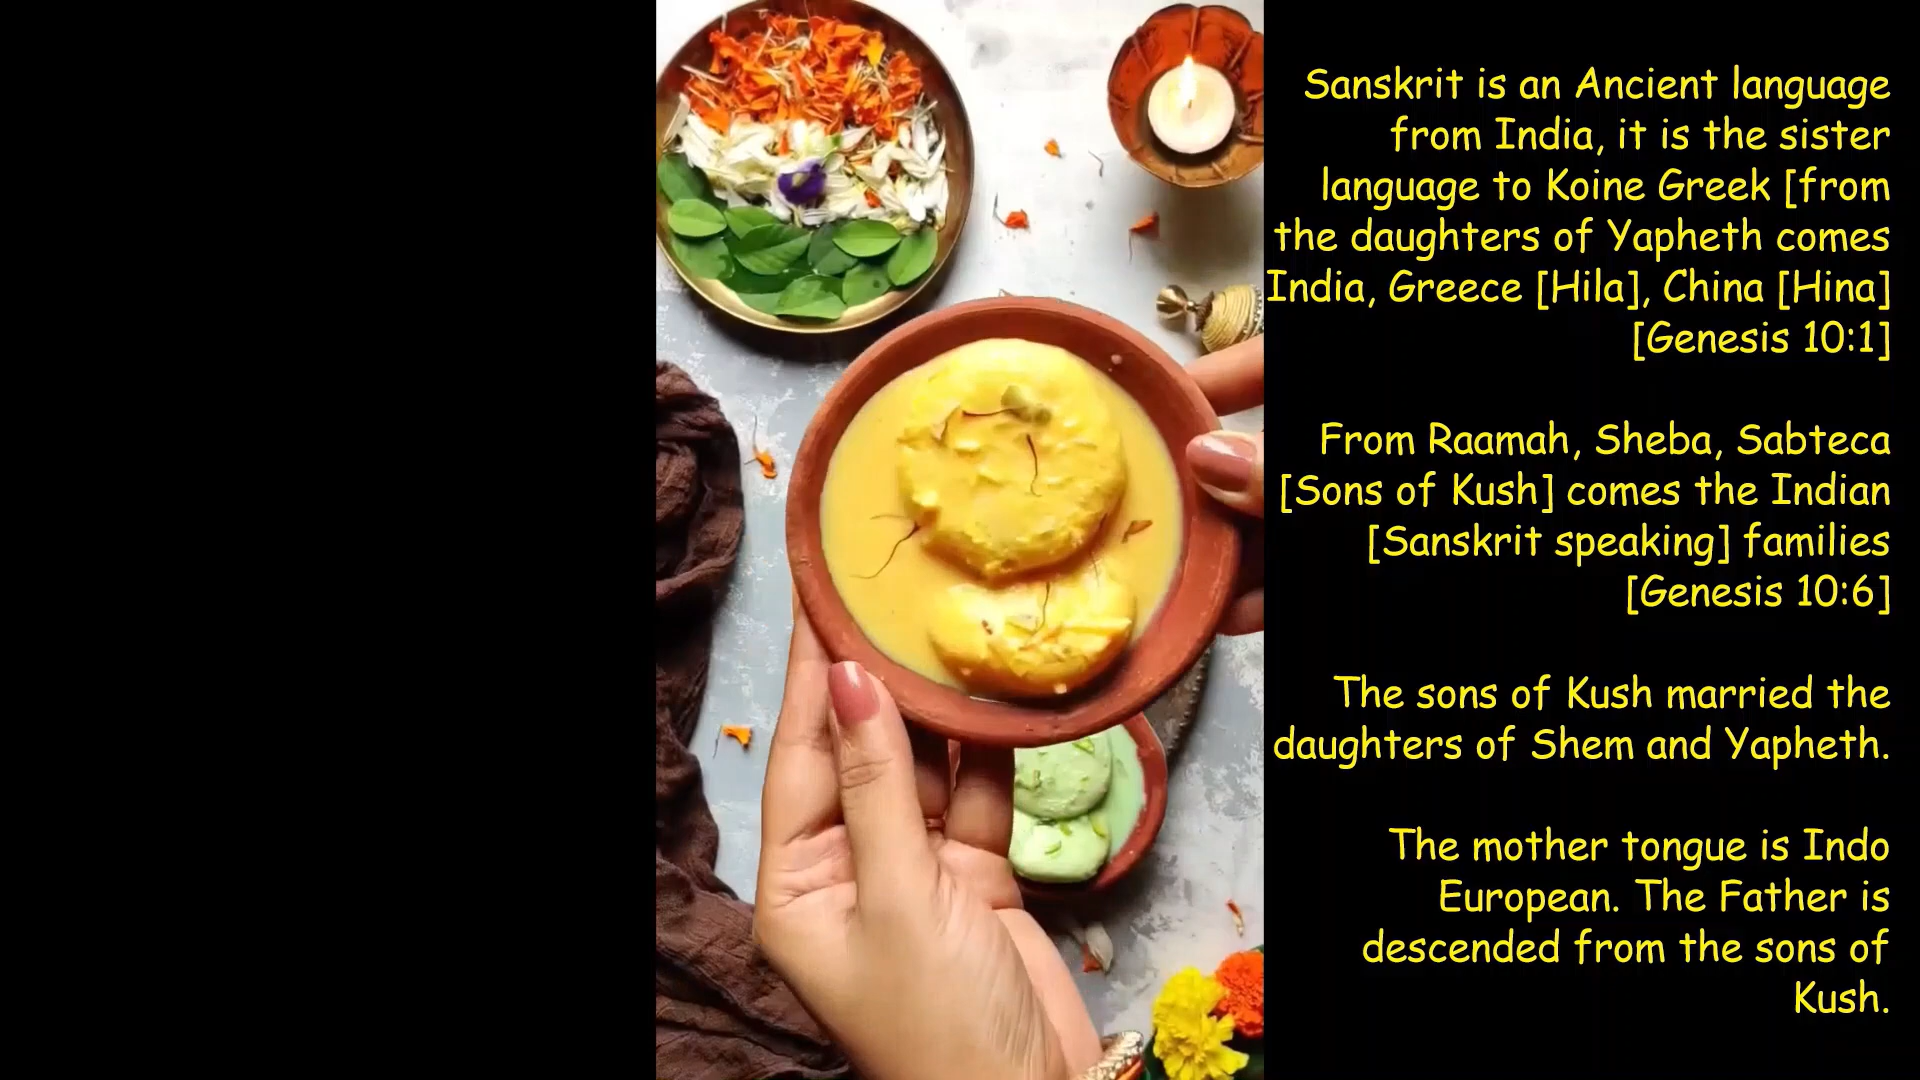 Sanskrit is an Ancient language
from India, it is the sister
language to Koine Greek [from
the daughters of Yapheth comes
India, Greece [Hila], China [Hina]
[Genesis 10:1]
From Raamah, Sheba, Sabteca
[Sons of Kush] comes the Indian
[Sanskrit speaking] families
[Genesis 10:6]
The sons of Kush married the
daughters of Shem and Yapheth.
The mother tongue is Indo
European. The Father is
descended from the sons of
Kush.